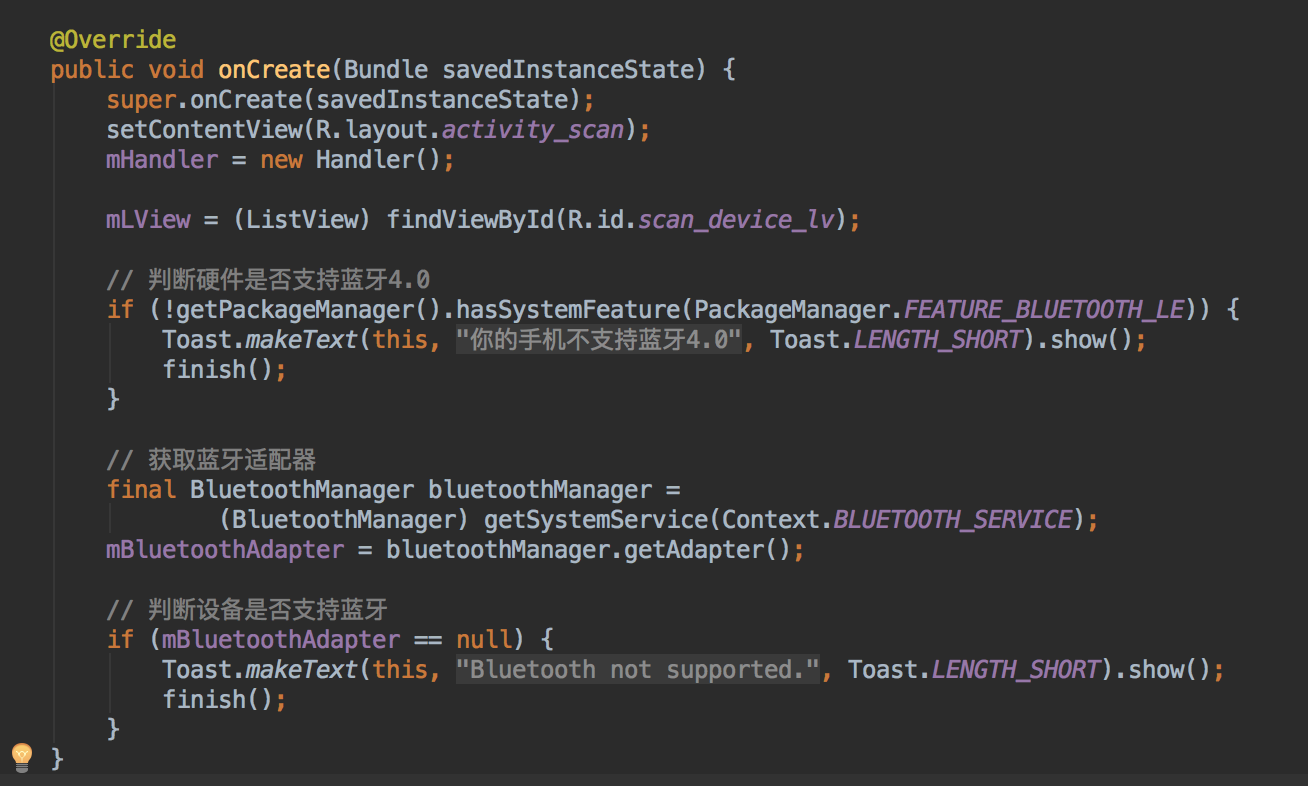 @Override
public void onCreate(Bundle savedInstanceState) {
super.onCreate(savedInstanceState);
setContentView(R.layout.activity_scan);
mHandler = new Handler();
mLView = (ListView) findViewById(R.id.scan_device_lv);
// 判断硬件是否支持蓝牙4.0
if (!getPackageManager().hasSystemFeature(PackageManager.FEATURE_BLUETOOTH_LE)) {
Toast.makeText(this, "你的手机不支持蓝牙4.0", Toast.LENGTH_SHORT).show();
finish();
}
// 获取蓝牙适配器
final BluetoothManager bluetoothManager =
(BluetoothManager) getSystemService(Context.BLUETOOTH_SERVICE);
mBluetoothAdapter = bluetoothManager.getAdapter();
// 判断设备是否支持蓝牙
if (mBluetoothAdapter == null) {
Toast.makeText(this, "Bluetooth not supported.", Toast.LENGTH_SHORT).show();
finish();
}
}